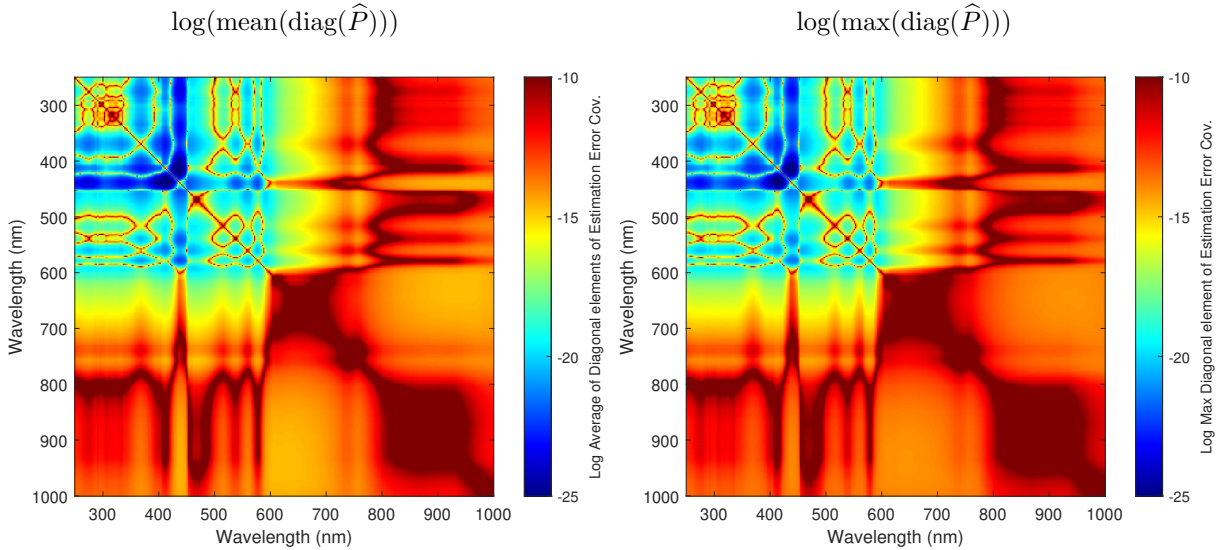 log(mean(diag(P̂)))
300
400
500
600
700
800
900
1000
Wavelength (nm)
300 400 500 600 700 800 900 1000
Wavelength (nm)
-10
-15
-20
-25
Log Average of Diagonal elements of Estimation Error Cov.
log(max(diag(P̂)))
300
400
500
600
700
800
900
1000
Wavelength (nm)
300 400 500 600 700 800 900 1000
Wavelength (nm)
-10
-15
-20
-25
Log Max Diagonal element of Estimation Error Cov.